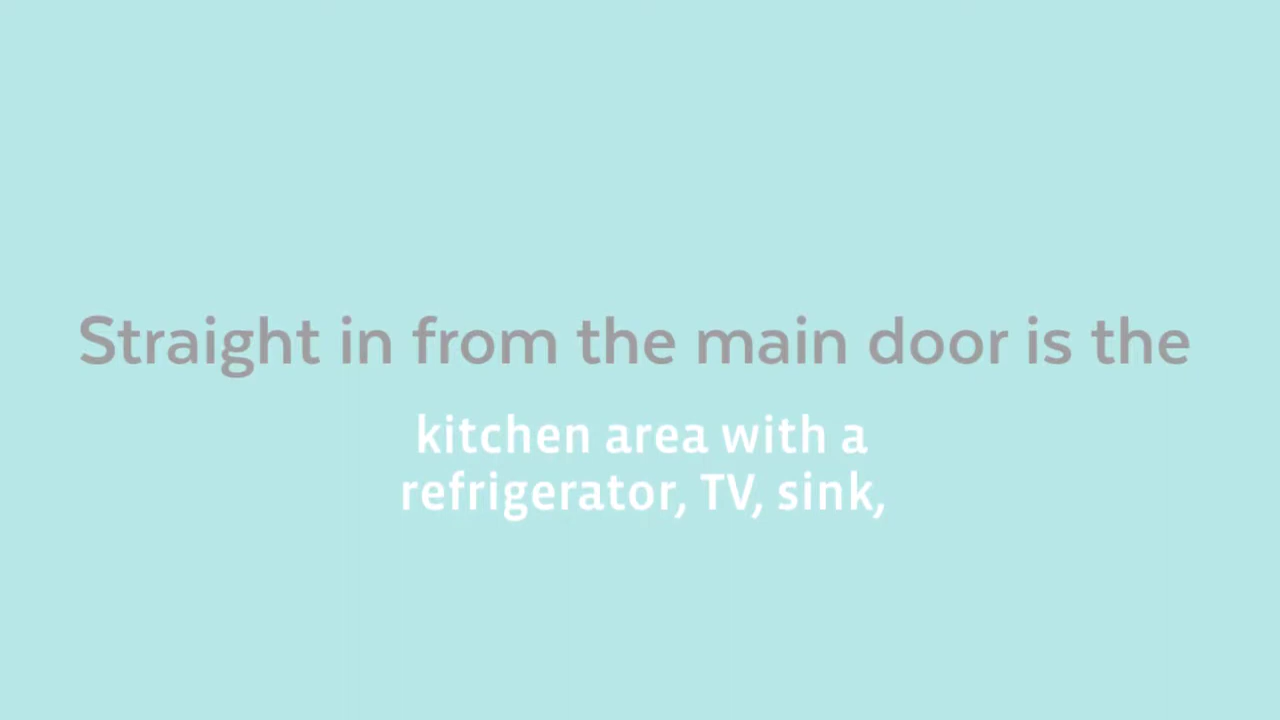 Straight in from the main door is the
kitchen area with a
refrigerator, TV, sink,